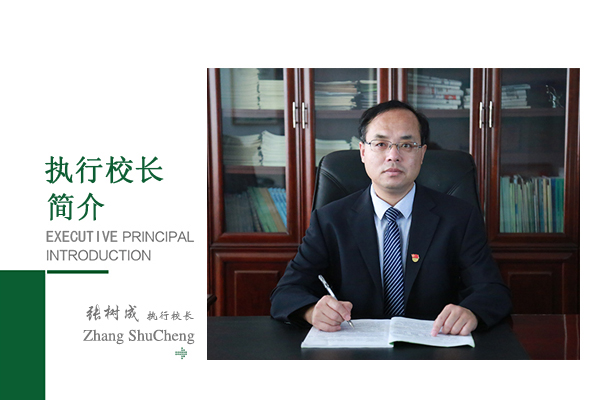 执行校长
简介
EXECUTIVE PRINCIPAL
INTRODUCTION
张树成 执行校长
Zhang ShuCheng